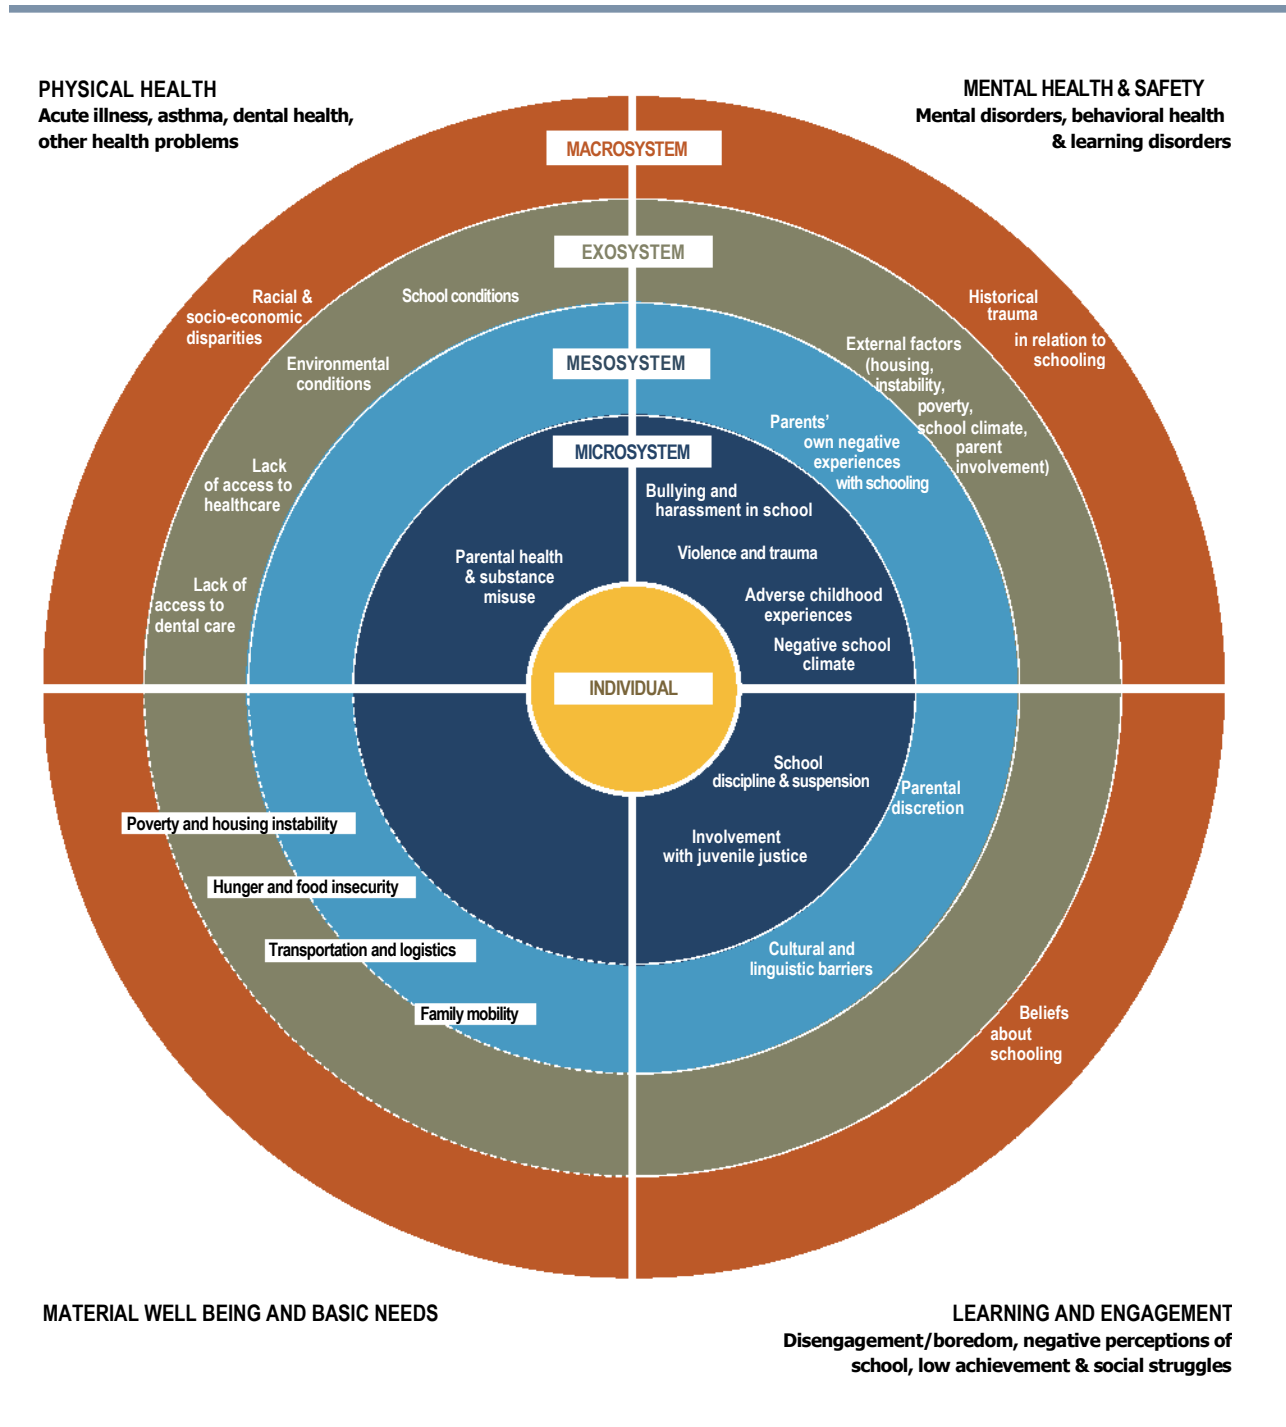 PHYSICAL HEALTH
Acute illness, asthma, dental health,
other health problems
MENTAL HEALTH & SAFETY
Mental disorders, behavioral health
& learning disorders
MACROSYSTEM
EXOSYSTEM
MESOSYSTEM
MICROSYSTEM
INDIVIDUAL
Racial &
socio-economic
disparities
School conditions
Environmental
conditions
Lack
of access to
healthcare
Lack of
access to
dental care
Parental health
& substance
misuse
Historical
trauma
in relation to
schooling
External factors
(housing,
instability,
poverty,
school climate,
parent
involvement)
Parents'
own negative
experiences
with schooling
Bullying and
harassment in school
Violence and trauma
Adverse childhood
experiences
Negative school
climate
Poverty and housing instability
Hunger and food insecurity
Transportation and logistics
Family mobility
School
discipline & suspension
Involvement
with juvenile justice
Parental
discretion
Cultural and
linguistic barriers
Beliefs
about
schooling
MATERIAL WELL BEING AND BASIC NEEDS
LEARNING AND ENGAGEMENT
Disengagement/boredom, negative perceptions of
school, low achievement & social struggles